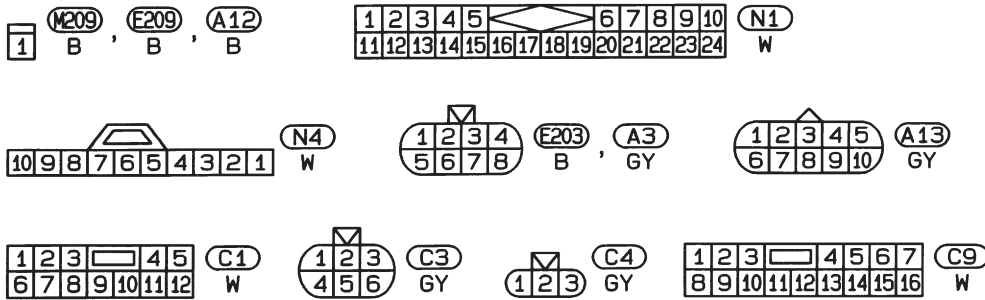 1 M209 B , E209 B , A12 B
1 2 3 4 5 6 7 8 9 10 N1
11 12 13 14 15 16 17 18 19 20 21 22 23 24 W
10 9 8 7 6 5 4 3 2 1 N4 W
1 2 3 4 E203 , A3
5 6 7 8 B GY
1 2 3 4 5 A13
6 7 8 9 10 GY
1 2 3 4 5 C1
6 7 8 9 10 11 12 W
1 2 3 C3
4 5 6 GY
1 2 3 C4 GY
1 2 3 4 5 6 7 C9
8 9 10 11 12 13 14 15 16 W